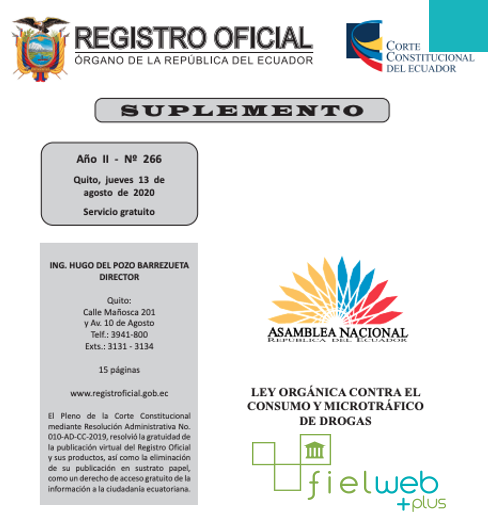 REGISTRO OFICIAL
ÓRGANO DE LA REPÚBLICA DEL ECUADOR
CORTE
CONSTITUCIONAL
DEL ECUADOR
SUPLEMENTO
Año II - Nº 266
Quito, jueves 13 de
agosto de 2020
Servicio gratuito
ING. HUGO DEL POZO BARREZUETA
DIRECTOR
Quito:
Calle Mañosca 201
y Av. 10 de Agosto
Telf.: 3941-800
Exts.: 3131 - 3134
15 páginas
www.registroficial.gob.ec
El Pleno de la Corte Constitucional
mediante Resolución Administrativa No.
010-AD-CC-2019, resolvió la gratuidad de
la publicación virtual del Registro Oficial
y sus productos, así como la eliminación
de su publicación en sustrato papel,
como un derecho de acceso gratuito de la
información a la ciudadanía ecuatoriana.
ASAMBLEA NACIONAL
REPÚBLICA DEL ECUADOR
LEY ORGÁNICA CONTRA EL
CONSUMO Y MICROTRÁFICO
DE DROGAS
fielweb
+plus